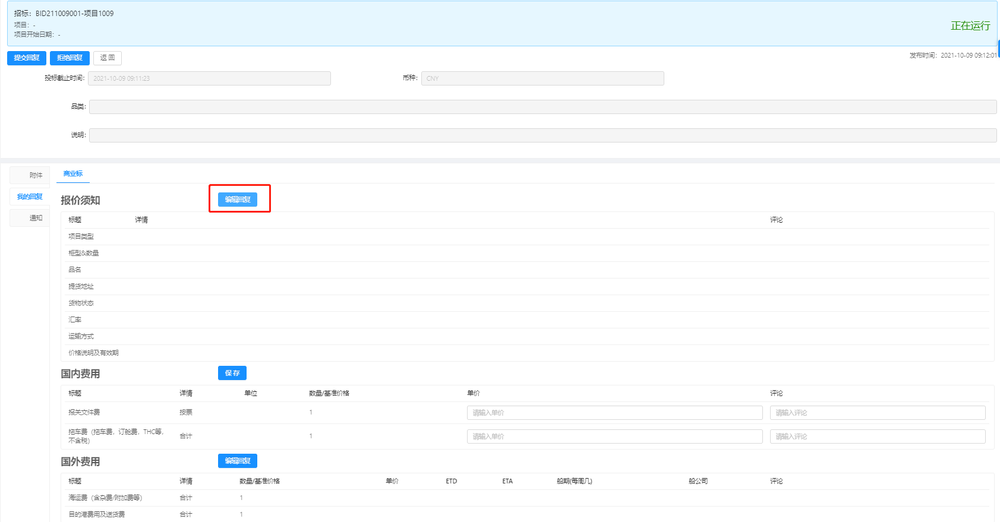 招标：BID211009001-项目1009
项目：-
项目开始日期：-
正在运行
提交回复 拒绝回复 返 回
发布时间：2021-10-09 09:12:01
投标截止时间: 2021-10-09 09:11:23 币种: CNY
品类:
说明:
附件
我的回复
通知
商业标
报价须知 编辑回复
标题 详情 评论
项目类型
柜型&数量
品名
提货地址
货物状态
汇率
运输方式
价格说明及有效期
国内费用 保 存
标题 详情 单位 数量/基准价格 单价 评论
报关文件费 按票 1 请输入单价 请输入评论
拖车费（拖车费，订舱费，THC等，
不含税） 合计 1 请输入单价 请输入评论
国外费用 编辑回复
标题 详情 数量/基准价格 单价 ETD ETA 船期(每周几) 船公司 评论
海运费（含杂费/附加费等） 合计 1
目的港费用及送货费 合计 1